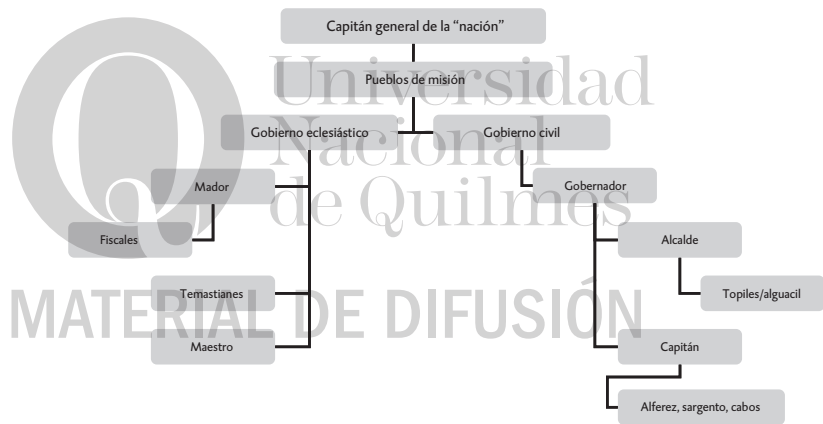 Capitán general de la “nación”
Pueblos de misión
Universidad
Nacional
de Quilmes
Gobierno eclesiástico
Gobierno civil
Mador
Gobernador
Fiscales
Alcalde
Temastianes
Topiles/alguacil
MATERIAL DE DIFUSIÓN
Maestro
Capitán
Alferez, sargento, cabos